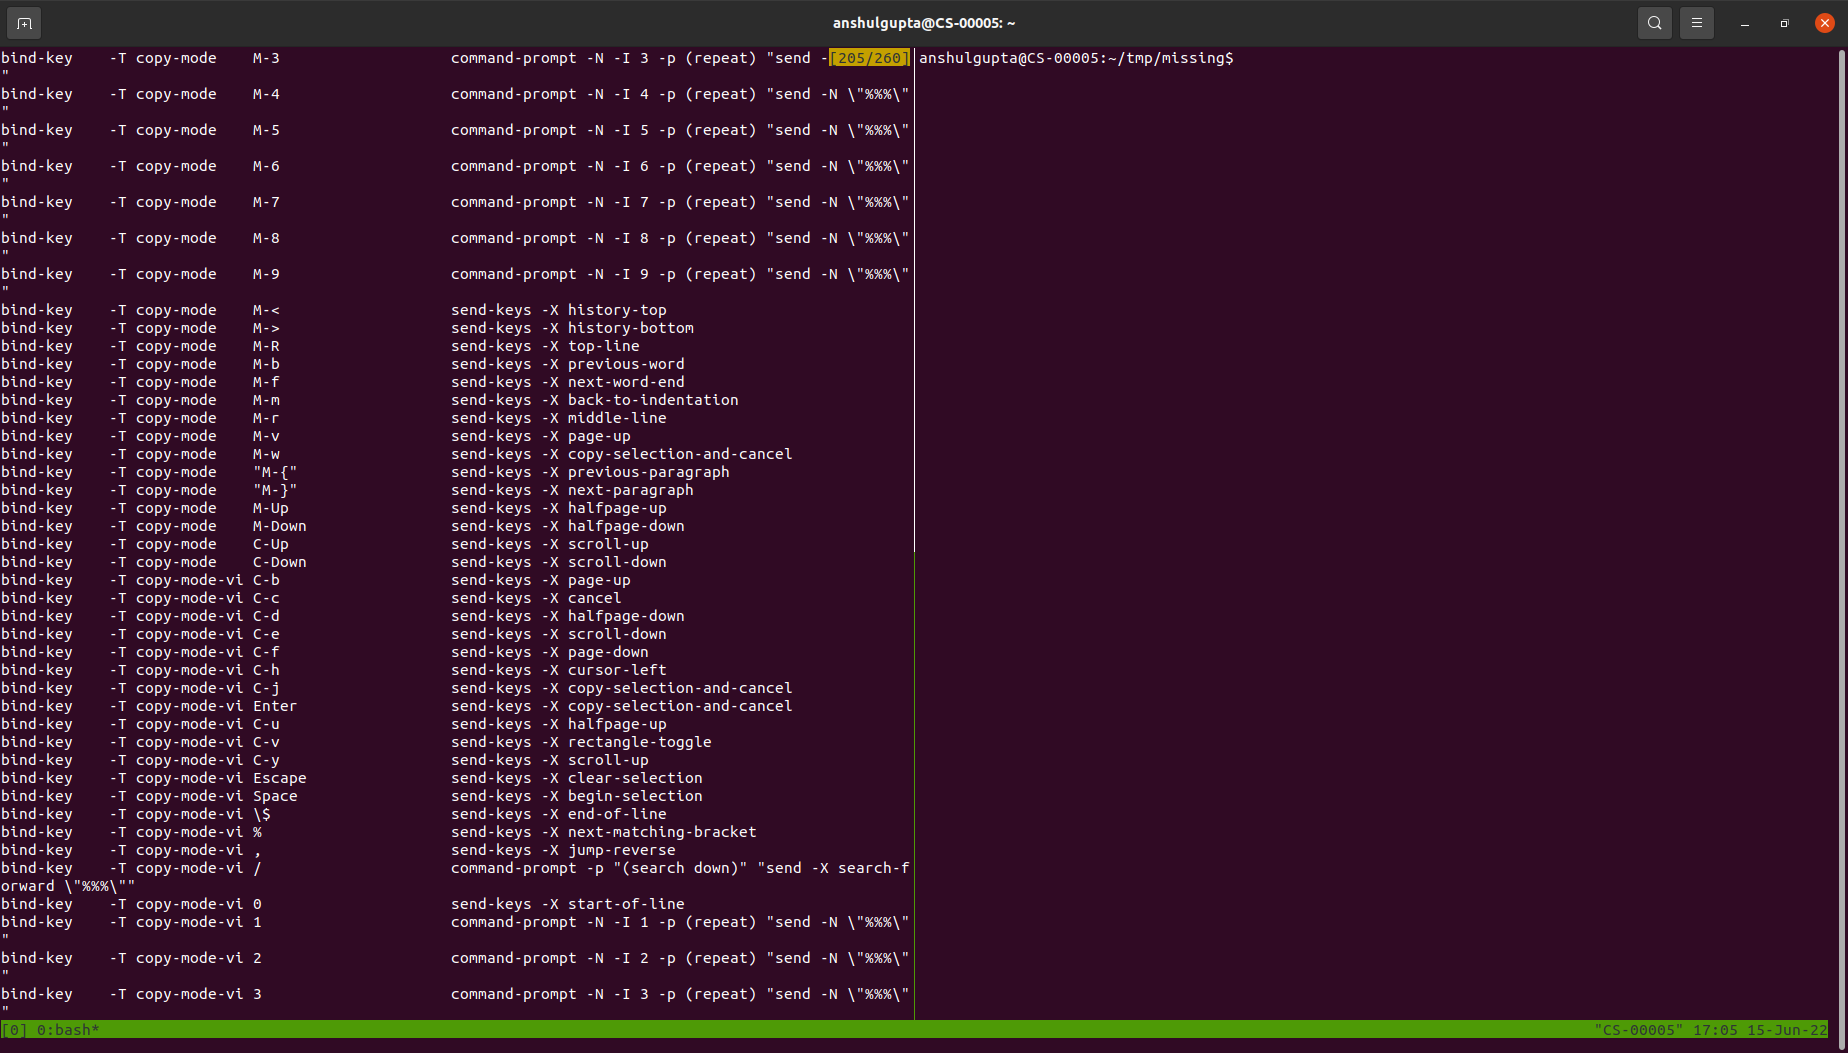 anshulgupta@CS-00005: ~
bind-key    -T copy-mode    M-3                   command-prompt -N -I 3 -p (repeat) "send -[205/260]
"
bind-key    -T copy-mode    M-4                   command-prompt -N -I 4 -p (repeat) "send -N \"%%%\"
"
bind-key    -T copy-mode    M-5                   command-prompt -N -I 5 -p (repeat) "send -N \"%%%\"
"
bind-key    -T copy-mode    M-6                   command-prompt -N -I 6 -p (repeat) "send -N \"%%%\"
"
bind-key    -T copy-mode    M-7                   command-prompt -N -I 7 -p (repeat) "send -N \"%%%\"
"
bind-key    -T copy-mode    M-8                   command-prompt -N -I 8 -p (repeat) "send -N \"%%%\"
"
bind-key    -T copy-mode    M-9                   command-prompt -N -I 9 -p (repeat) "send -N \"%%%\"
"
bind-key    -T copy-mode    M-<                   send-keys -X history-top
bind-key    -T copy-mode    M->                   send-keys -X history-bottom
bind-key    -T copy-mode    M-R                   send-keys -X top-line
bind-key    -T copy-mode    M-b                   send-keys -X previous-word
bind-key    -T copy-mode    M-f                   send-keys -X next-word-end
bind-key    -T copy-mode    M-m                   send-keys -X back-to-indentation
bind-key    -T copy-mode    M-r                   send-keys -X middle-line
bind-key    -T copy-mode    M-v                   send-keys -X page-up
bind-key    -T copy-mode    M-w                   send-keys -X copy-selection-and-cancel
bind-key    -T copy-mode    "M-{"                 send-keys -X previous-paragraph
bind-key    -T copy-mode    "M-}"                 send-keys -X next-paragraph
bind-key    -T copy-mode    M-Up                  send-keys -X halfpage-up
bind-key    -T copy-mode    M-Down                send-keys -X halfpage-down
bind-key    -T copy-mode    C-Up                  send-keys -X scroll-up
bind-key    -T copy-mode    C-Down                send-keys -X scroll-down
bind-key    -T copy-mode-vi C-b                   send-keys -X page-up
bind-key    -T copy-mode-vi C-c                   send-keys -X cancel
bind-key    -T copy-mode-vi C-d                   send-keys -X halfpage-down
bind-key    -T copy-mode-vi C-e                   send-keys -X scroll-down
bind-key    -T copy-mode-vi C-f                   send-keys -X page-down
bind-key    -T copy-mode-vi C-h                   send-keys -X cursor-left
bind-key    -T copy-mode-vi C-j                   send-keys -X copy-selection-and-cancel
bind-key    -T copy-mode-vi Enter                 send-keys -X copy-selection-and-cancel
bind-key    -T copy-mode-vi C-u                   send-keys -X halfpage-up
bind-key    -T copy-mode-vi C-v                   send-keys -X rectangle-toggle
bind-key    -T copy-mode-vi C-y                   send-keys -X scroll-up
bind-key    -T copy-mode-vi Escape                send-keys -X clear-selection
bind-key    -T copy-mode-vi Space                 send-keys -X begin-selection
bind-key    -T copy-mode-vi \$                    send-keys -X end-of-line
bind-key    -T copy-mode-vi %                     send-keys -X next-matching-bracket
bind-key    -T copy-mode-vi ,                     send-keys -X jump-reverse
bind-key    -T copy-mode-vi /                     command-prompt -p "(search down)" "send -X search-f
orward \"%%%\""
bind-key    -T copy-mode-vi 0                     send-keys -X start-of-line
bind-key    -T copy-mode-vi 1                     command-prompt -N -I 1 -p (repeat) "send -N \"%%%\"
"
bind-key    -T copy-mode-vi 2                     command-prompt -N -I 2 -p (repeat) "send -N \"%%%\"
"
bind-key    -T copy-mode-vi 3                     command-prompt -N -I 3 -p (repeat) "send -N \"%%%\"
"
anshulgupta@CS-00005:~/tmp/missing$
[0] 0:bash*
"CS-00005" 17:05 15-Jun-22